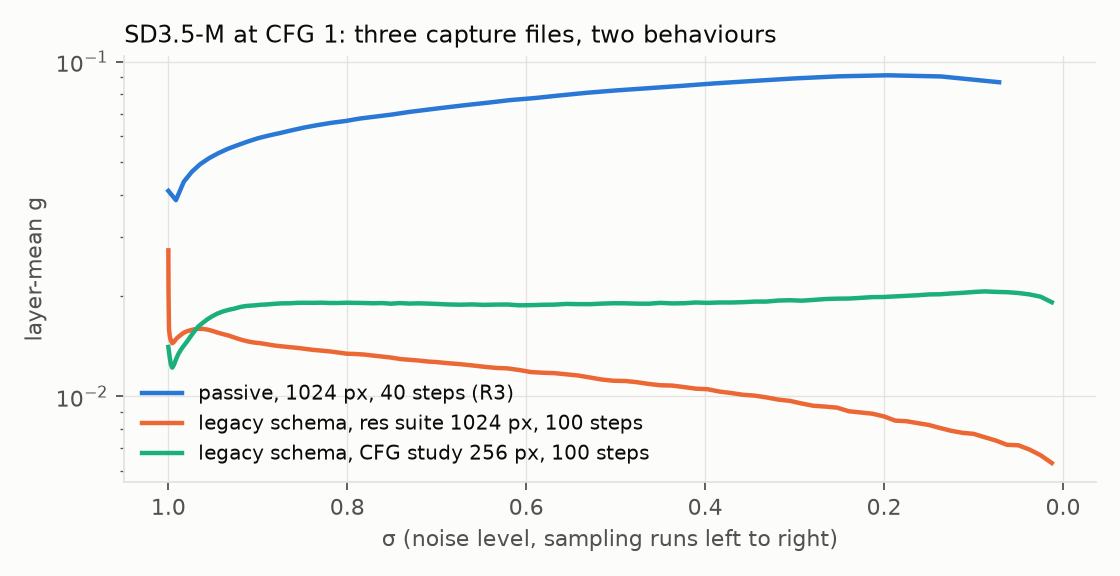 SD3.5-M at CFG 1: three capture files, two behaviours
10⁻¹
10⁻²
layer-mean g
passive, 1024 px, 40 steps (R3)
legacy schema, res suite 1024 px, 100 steps
legacy schema, CFG study 256 px, 100 steps
1.0 0.8 0.6 0.4 0.2 0.0
σ (noise level, sampling runs left to right)